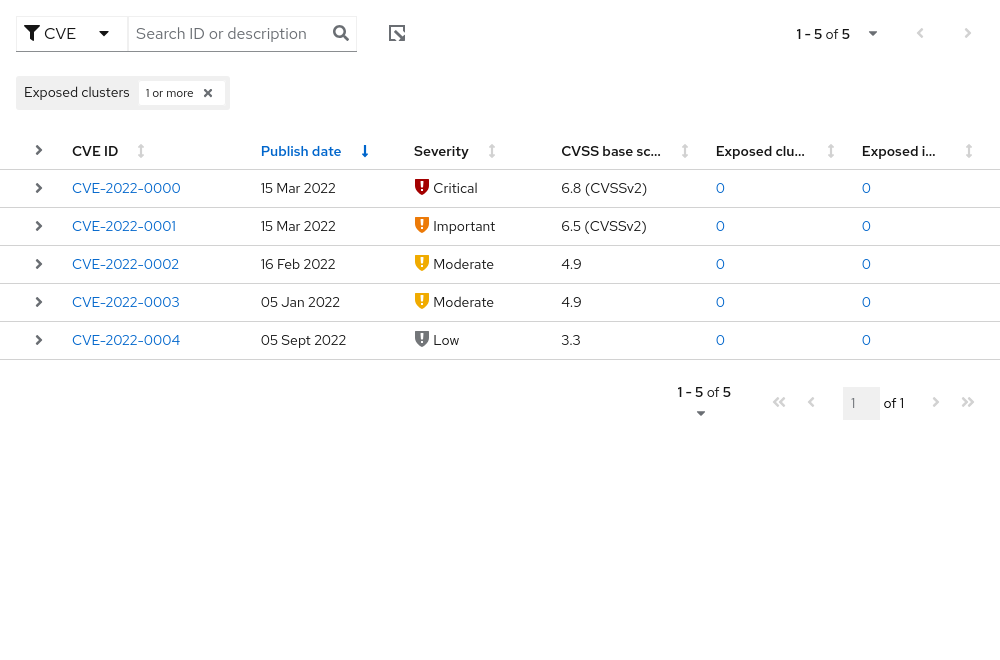 CVE Search ID or description 1 - 5 of 5
Exposed clusters 1 or more
CVE ID Publish date Severity CVSS base sc... Exposed clu... Exposed i...
CVE-2022-0000 15 Mar 2022 Critical 6.8 (CVSSv2) 0 0
CVE-2022-0001 15 Mar 2022 Important 6.5 (CVSSv2) 0 0
CVE-2022-0002 16 Feb 2022 Moderate 4.9 0 0
CVE-2022-0003 05 Jan 2022 Moderate 4.9 0 0
CVE-2022-0004 05 Sept 2022 Low 3.3 0 0
1 - 5 of 5 1 of 1